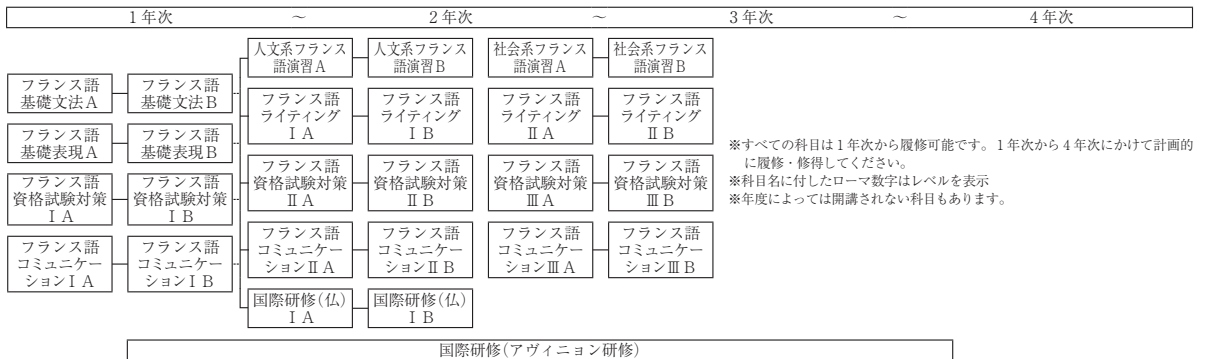 1年次 ～ 2年次 ～ 3年次 ～ 4年次
フランス語
基礎文法A
フランス語
基礎文法B
フランス語
基礎表現A
フランス語
基礎表現B
フランス語
資格試験対策
ⅠA
フランス語
資格試験対策
ⅠB
フランス語
コミュニケー
ションⅠA
フランス語
コミュニケー
ションⅠB
人文系フランス
語演習A
人文系フランス
語演習B
社会系フランス
語演習A
社会系フランス
語演習B
フランス語
ライティング
ⅠA
フランス語
ライティング
ⅠB
フランス語
ライティング
ⅡA
フランス語
ライティング
ⅡB
フランス語
資格試験対策
ⅡA
フランス語
資格試験対策
ⅡB
フランス語
資格試験対策
ⅢA
フランス語
資格試験対策
ⅢB
フランス語
コミュニケー
ションⅡA
フランス語
コミュニケー
ションⅡB
フランス語
コミュニケー
ションⅢA
フランス語
コミュニケー
ションⅢB
国際研修(仏)
ⅠA
国際研修(仏)
ⅠB
※すべての科目は1年次から履修可能です。1年次から4年次にかけて計画的
に履修・修得してください。
※科目名に付したローマ数字はレベルを表示
※年度によっては開講されない科目もあります。
国際研修(アヴィニョン研修)